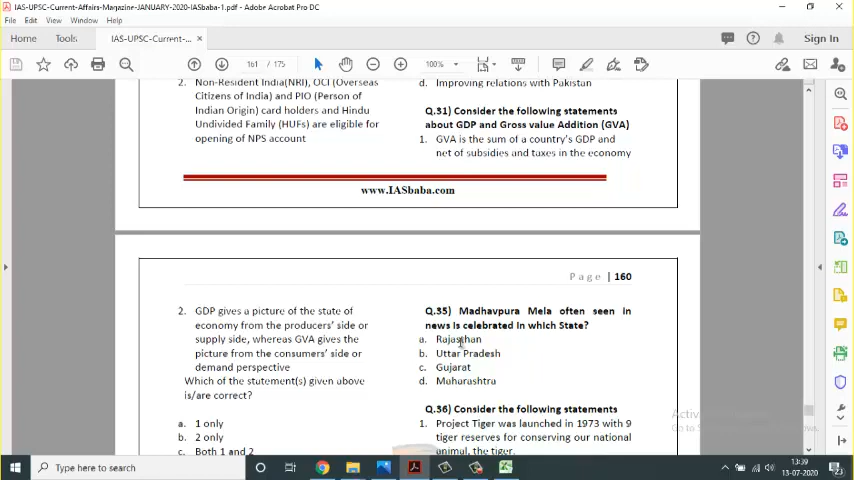 IAS-UPSC-Current-Affairs-Magazine-JANUARY-2020-IASbaba-1.pdf - Adobe Acrobat Pro DC
File Edit View Window Help
Home Tools IAS-UPSC-Current-... × Sign In
161 / 175 100%
2. Non-Resident India(NRI), OCI (Overseas
Citizens of India) and PIO (Person of
Indian Origin) card holders and Hindu
Undivided Family (HUFs) are eligible for
opening of NPS account
d. Improving relations with Pakistan
Q.31) Consider the following statements
about GDP and Gross value Addition (GVA)
1. GVA is the sum of a country's GDP and
net of subsidies and taxes in the economy
www.IASbaba.com
Page | 160
2. GDP gives a picture of the state of
economy from the producers' side or
supply side, whereas GVA gives the
picture from the consumers' side or
demand perspective
Which of the statement(s) given above
is/are correct?
a. 1 only
b. 2 only
c. Both 1 and 2
Q.35) Madhavpura Mela often seen in
news is celebrated in which State?
a. Rajasthan
b. Uttar Pradesh
c. Gujarat
d. Maharashtra
Q.36) Consider the following statements
1. Project Tiger was launched in 1973 with 9
tiger reserves for conserving our national
animal, the tiger.
Type here to search
13:39
13-07-2020
23